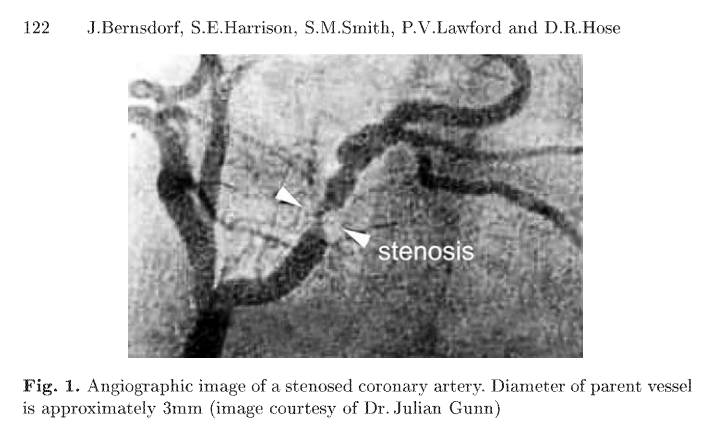 122 J.Bernsdorf, S.E.Harrison, S.M.Smith, P.V.Lawford and D.R.Hose
stenosis
Fig. 1. Angiographic image of a stenosed coronary artery. Diameter of parent vessel
is approximately 3mm (image courtesy of Dr. Julian Gunn)